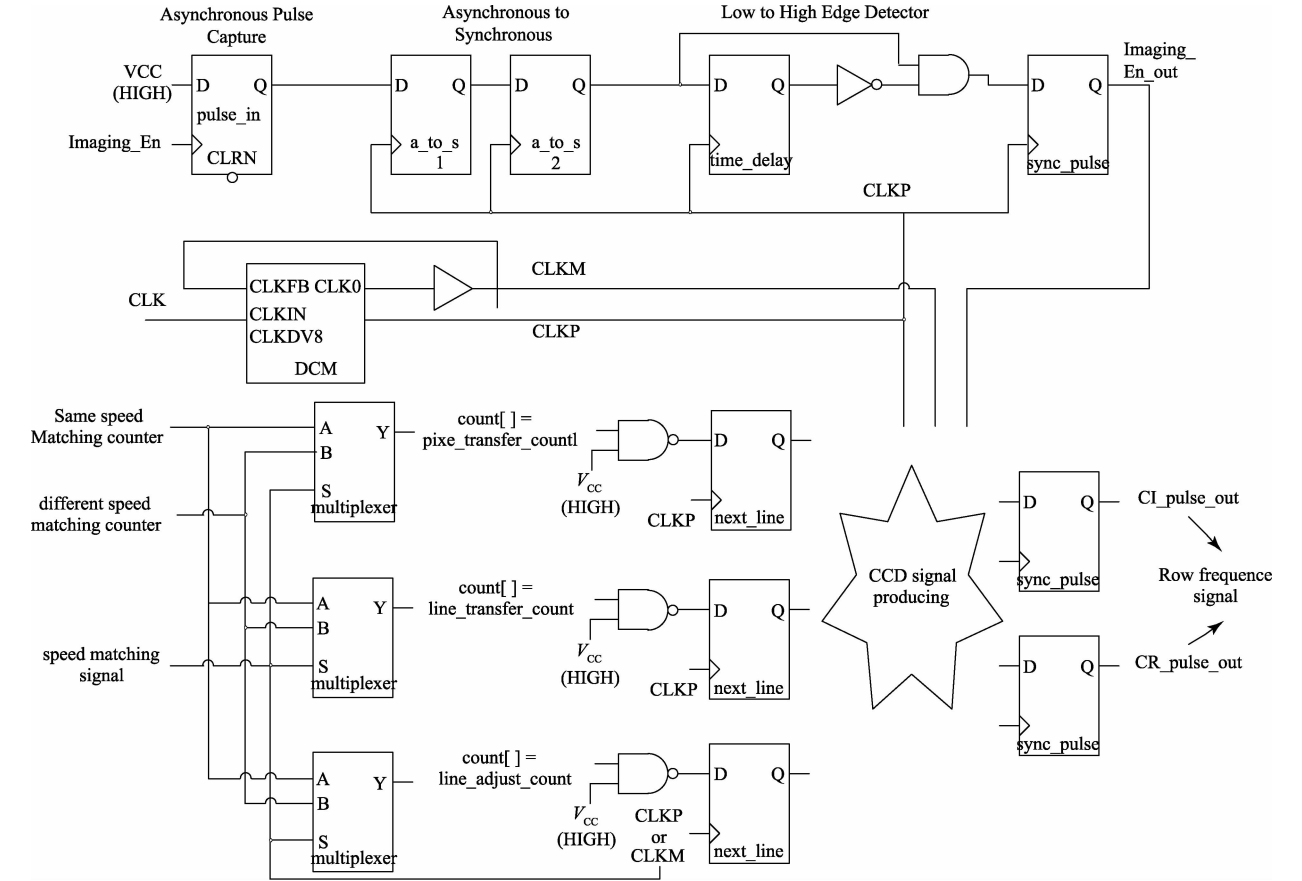 Asynchronous Pulse
Capture
Asynchronous to
Synchronous
Low to High Edge Detector
VCC
(HIGH)
D
Q
pulse_in
Imaging_En
CLRN
D
Q
a_to_s
1
D
Q
a_to_s
2
D
Q
time_delay
D
Q
sync_pulse
Imaging_
En_out
CLKP
CLK
CLKFB CLK0
CLKIN
CLKDV8
DCM
CLKM
CLKP
Same speed
Matching counter
different speed
matching counter
speed matching
signal
A
B
S
Y
multiplexer
count[ ] =
pixe_transfer_countl
VCC
(HIGH)
CLKP
D
Q
next_line
A
B
S
Y
multiplexer
count[ ] =
line_transfer_count
VCC
(HIGH)
CLKP
D
Q
next_line
A
B
S
Y
multiplexer
count[ ] =
line_adjust_count
VCC
(HIGH)
CLKP
or
CLKM
D
Q
next_line
CCD signal
producing
D
Q
sync_pulse
CI_pulse_out
Row frequence
signal
D
Q
sync_pulse
CR_pulse_out